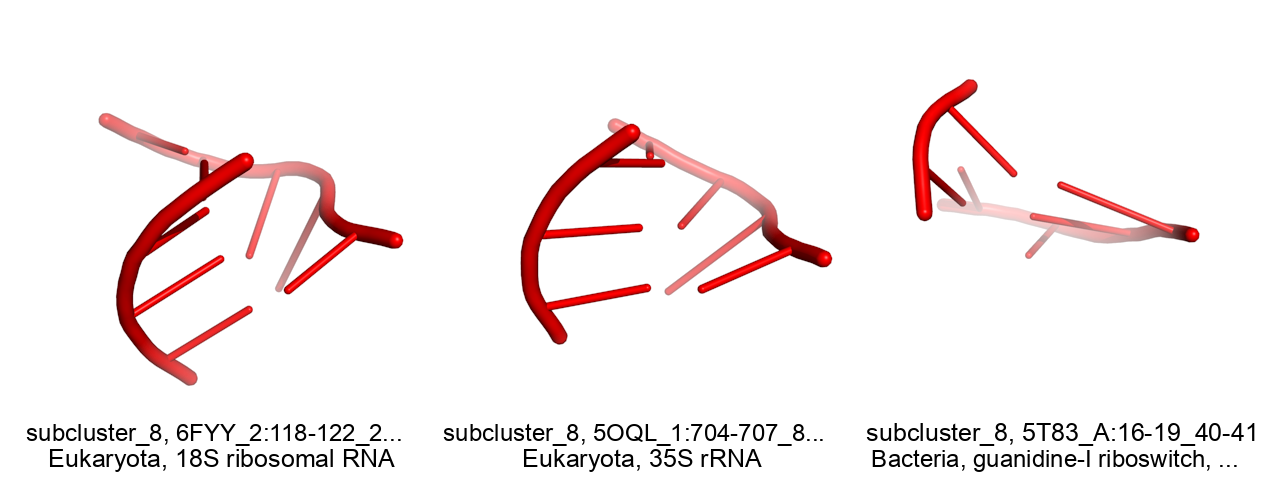 subcluster_8, 6FYY_2:118-122_2...
Eukaryota, 18S ribosomal RNA
subcluster_8, 5OQL_1:704-707_8...
Eukaryota, 35S rRNA
subcluster_8, 5T83_A:16-19_40-41
Bacteria, guanidine-I riboswitch, ...